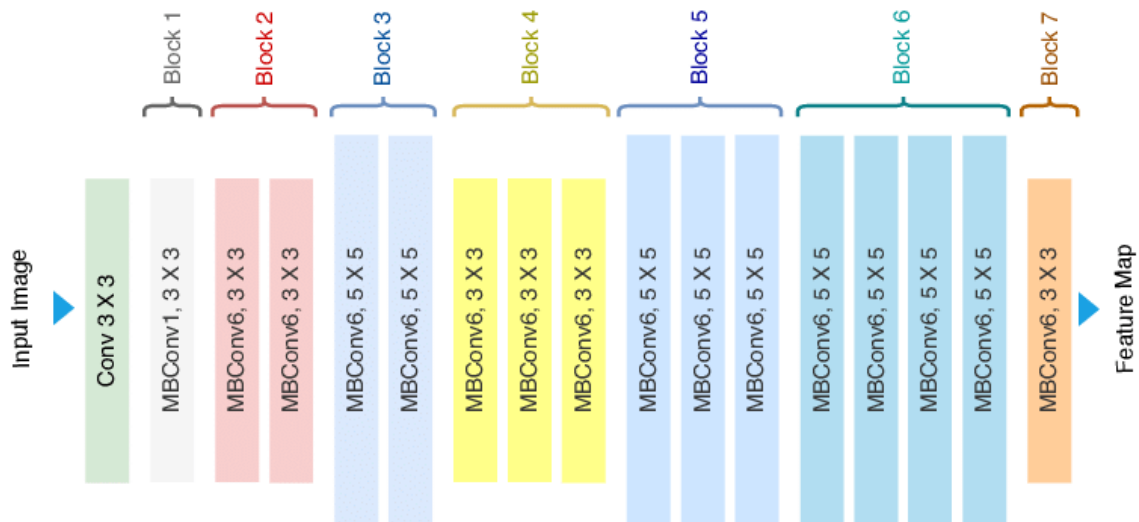 Block 1
Block 2
Block 3
Block 4
Block 5
Block 6
Block 7
Input Image
Conv 3 X 3
MBConv1, 3 X 3
MBConv6, 3 X 3
MBConv6, 3 X 3
MBConv6, 5 X 5
MBConv6, 5 X 5
MBConv6, 3 X 3
MBConv6, 3 X 3
MBConv6, 3 X 3
MBConv6, 5 X 5
MBConv6, 5 X 5
MBConv6, 5 X 5
MBConv6, 5 X 5
MBConv6, 5 X 5
MBConv6, 5 X 5
MBConv6, 5 X 5
MBConv6, 3 X 3
Feature Map